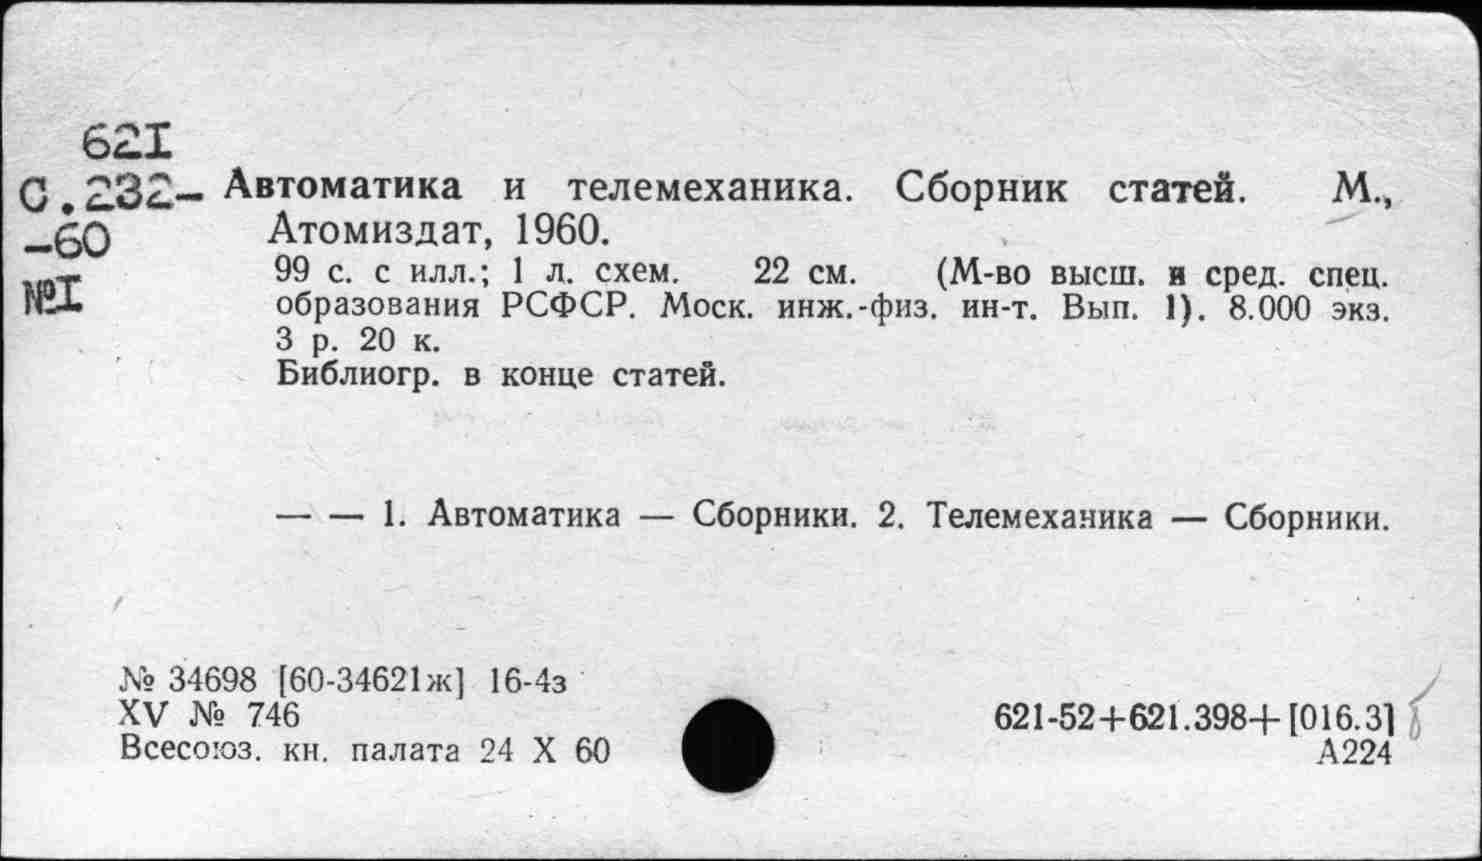 62I
С.232- Автоматика и телемеханика. Сборник статей. М.,
-60 Атомиздат, 1960.
99 с. с илл.; 1 л. схем. 22 см. (М-во высш. и сред. спец.
№I образования РСФСР. Моск. инж.-физ. ин-т. Вып. 1). 8.000 экз.
3 р. 20 к.
Библиогр. в конце статей.
— — 1. Автоматика — Сборники. 2. Телемеханика — Сборники.
№ 34698 [60-34621ж] 16-4з
XV № 746 621-52+621.398+[016.3]
Всесоюз. кн. палата 24 X 60 А224